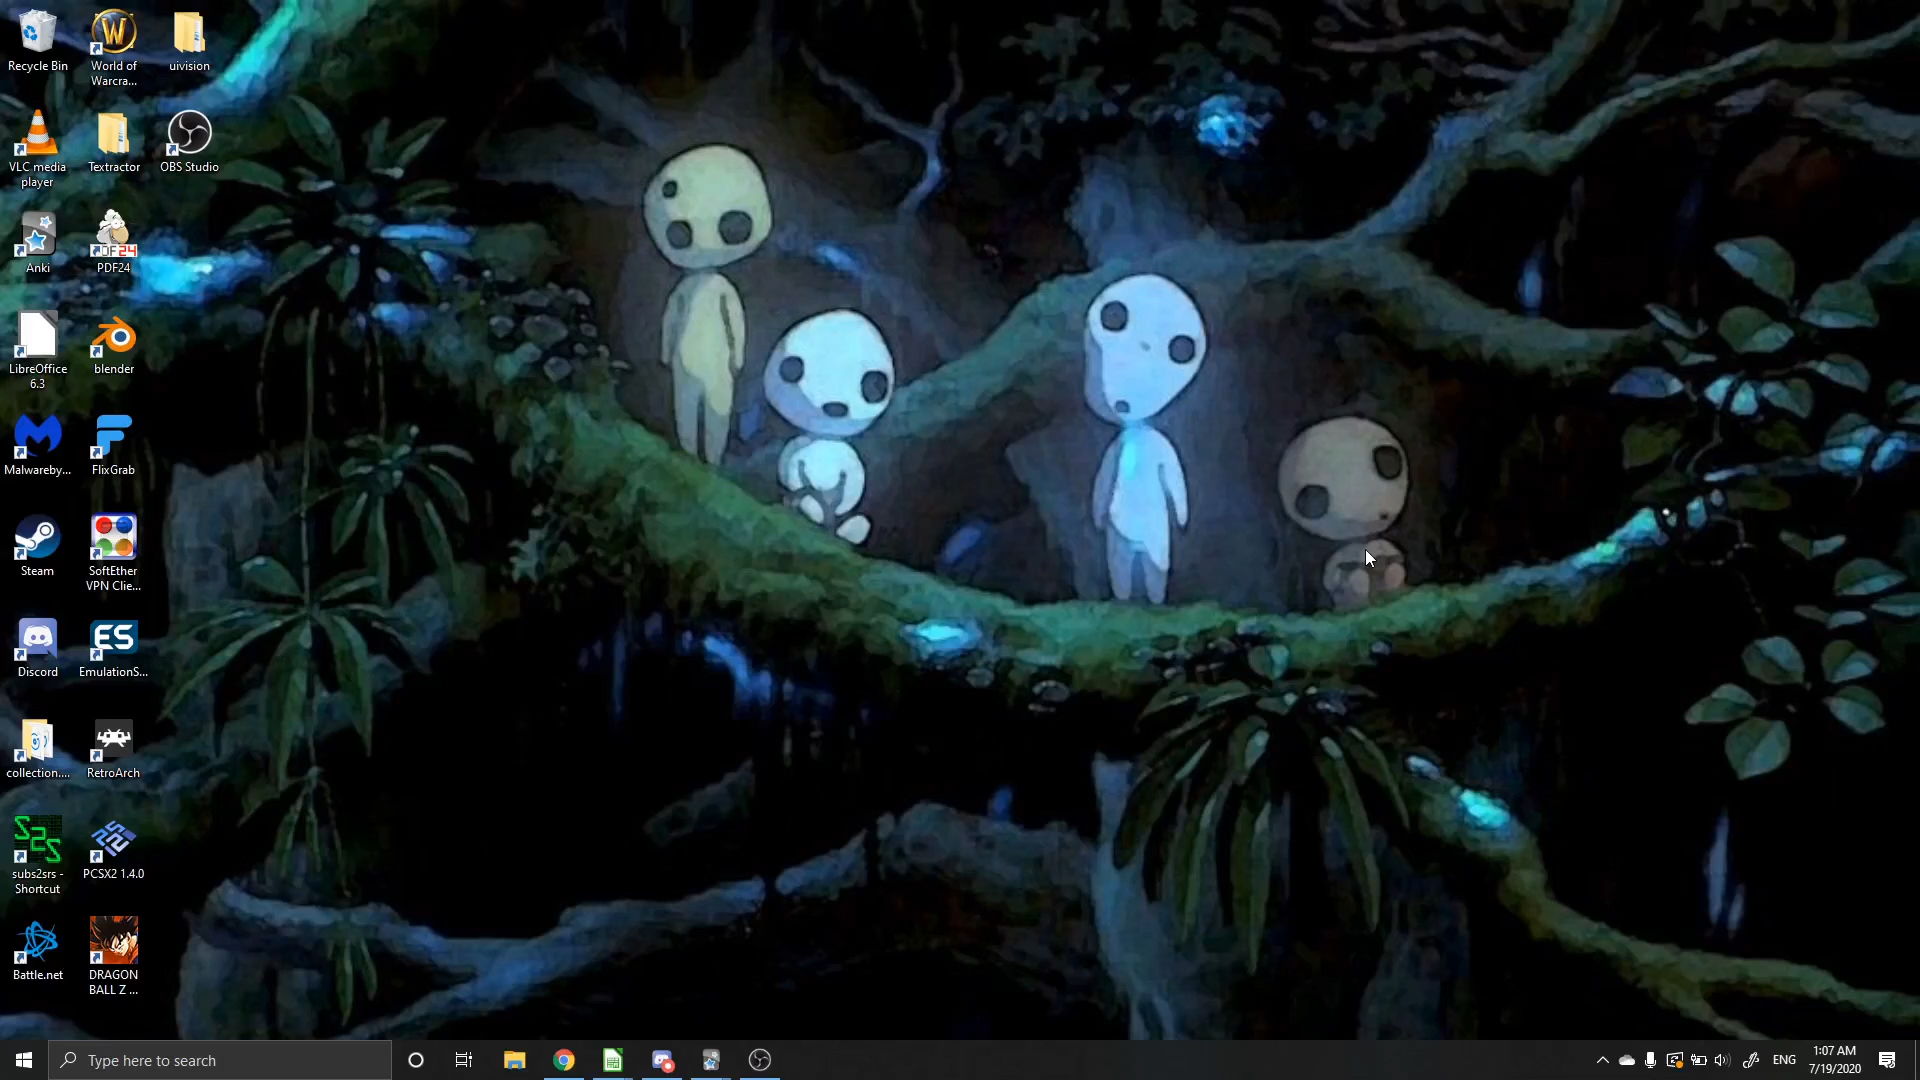 Recycle Bin
World of
Warcra...
uivision
VLC media
player
Textractor
OBS Studio
Anki
PDF24
LibreOffice
6.3
blender
Malwareby...
FlixGrab
Steam
SoftEther
VPN Clie...
Discord
ES
EmulationS...
collection....
RetroArch
S2S
subs2srs -
Shortcut
PCSX2 1.4.0
Battle.net
DRAGON
BALL Z ...
Type here to search
ENG
1:07 AM
7/19/2020